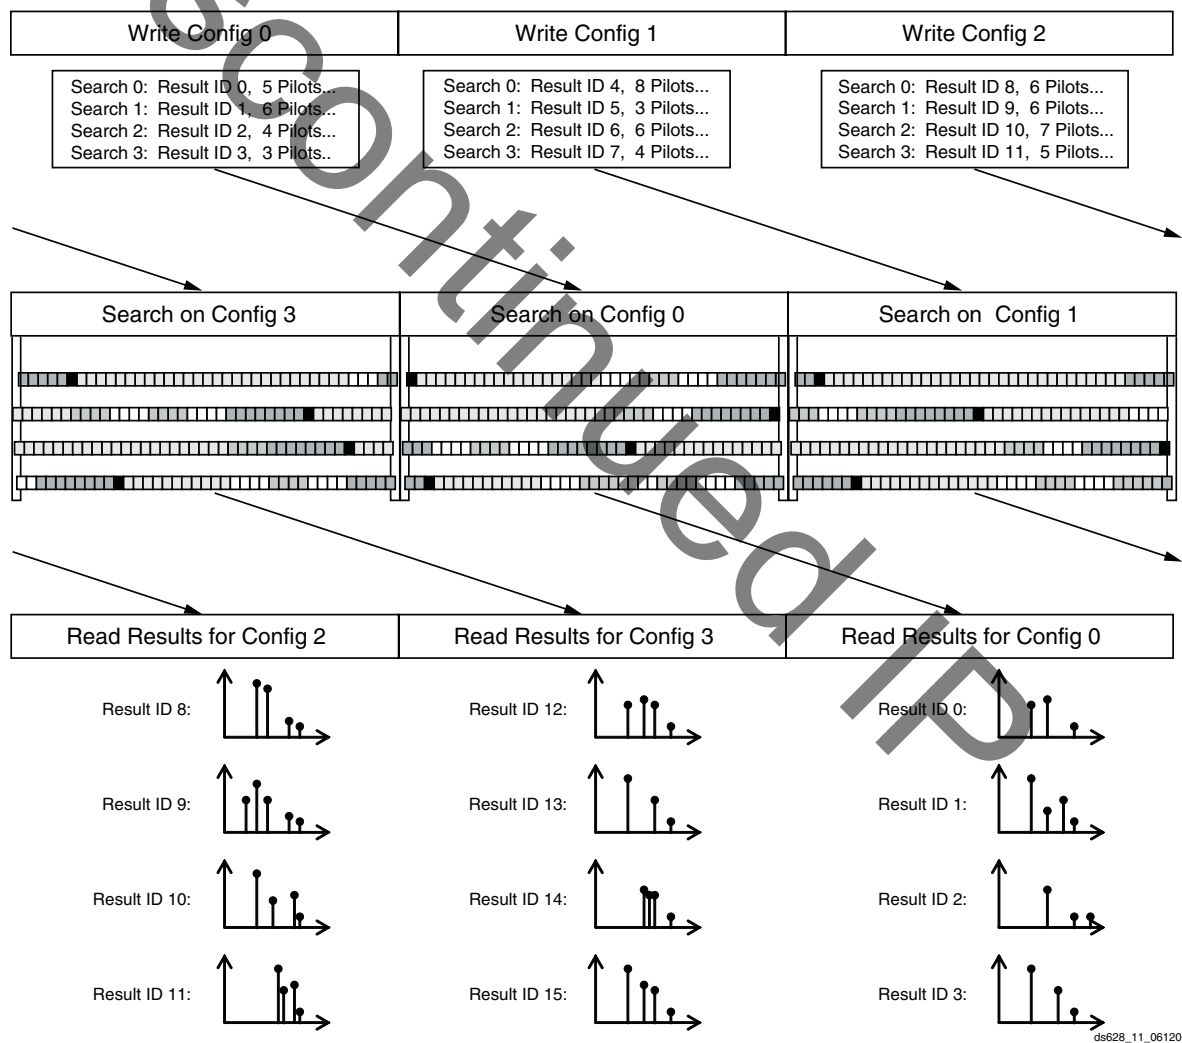 Write Config 0
Write Config 1
Write Config 2
Search 0: Result ID 0, 5 Pilots...
Search 1: Result ID 1, 6 Pilots...
Search 2: Result ID 2, 4 Pilots...
Search 3: Result ID 3, 3 Pilots..
Search 0: Result ID 4, 8 Pilots...
Search 1: Result ID 5, 3 Pilots...
Search 2: Result ID 6, 6 Pilots...
Search 3: Result ID 7, 4 Pilots...
Search 0: Result ID 8, 6 Pilots...
Search 1: Result ID 9, 6 Pilots...
Search 2: Result ID 10, 7 Pilots...
Search 3: Result ID 11, 5 Pilots...
Search on Config 3
Search on Config 0
Search on Config 1
Read Results for Config 2
Read Results for Config 3
Read Results for Config 0
Result ID 8:
Result ID 12:
Result ID 0:
Result ID 9:
Result ID 13:
Result ID 1:
Result ID 10:
Result ID 14:
Result ID 2:
Result ID 11:
Result ID 15:
Result ID 3:
scontinued IP
ds628_11_06120